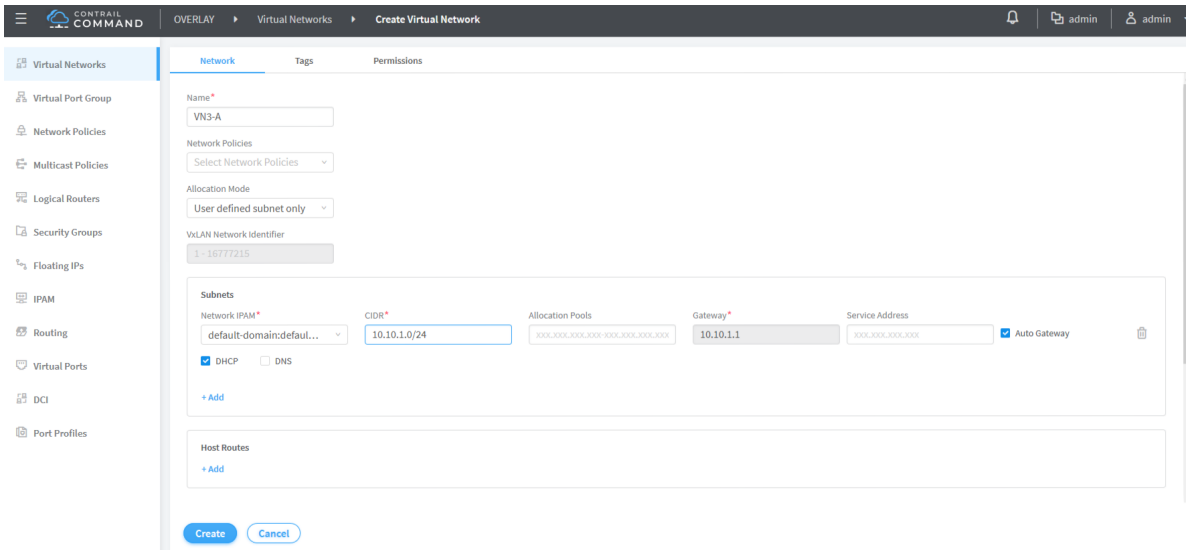 CONTRAIL
COMMAND
OVERLAY Virtual Networks Create Virtual Network
admin admin
Virtual Networks
Virtual Port Group
Network Policies
Multicast Policies
Logical Routers
Security Groups
Floating IPs
IPAM
Routing
Virtual Ports
DCI
Port Profiles
Network Tags Permissions
Name*
VN3-A
Network Policies
Select Network Policies
Allocation Mode
User defined subnet only
VxLAN Network Identifier
1 - 16777215
Subnets
Network IPAM* CIDR* Allocation Pools Gateway* Service Address
default-domain:defaul... 10.10.1.0/24 xxx.xxx.xxx.xxx-xxx.xxx.xxx.xxx 10.10.1.1 xxx.xxx.xxx.xxx Auto Gateway
DHCP DNS
+ Add
Host Routes
+ Add
Create Cancel